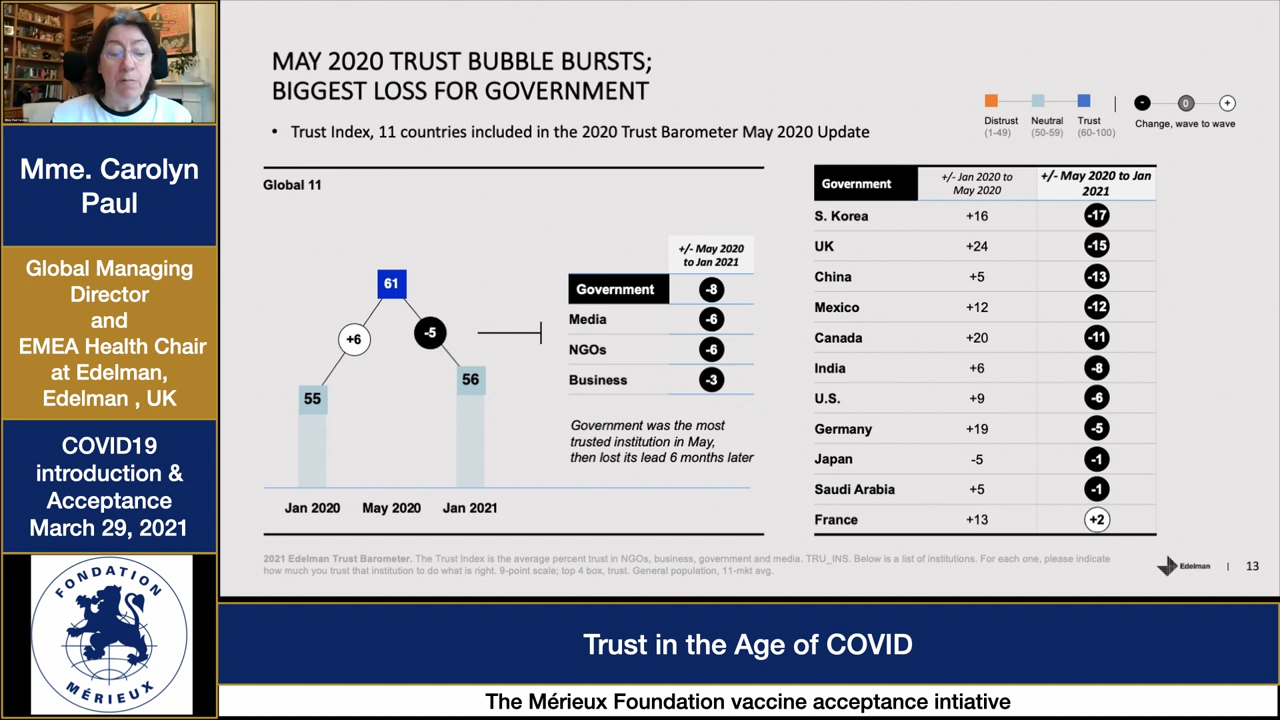 Mme. Carolyn
Paul
Global Managing
Director
and
EMEA Health Chair
at Edelman,
Edelman , UK
COVID19
introduction &
Acceptance
March 29, 2021
FONDATION
MÉRIEUX
MAY 2020 TRUST BUBBLE BURSTS;
BIGGEST LOSS FOR GOVERNMENT
• Trust Index, 11 countries included in the 2020 Trust Barometer May 2020 Update
Distrust Neutral Trust
(1-49) (50-59) (60-100)
- 0 +
Change, wave to wave
Global 11
61
+6 -5
55 56
Jan 2020 May 2020 Jan 2021
+/- May 2020
to Jan 2021
Government -8
Media -6
NGOs -6
Business -3
Government was the most
trusted institution in May,
then lost its lead 6 months later
Government +/- Jan 2020 to May 2020 +/- May 2020 to Jan 2021
S. Korea +16 -17
UK +24 -15
China +5 -13
Mexico +12 -12
Canada +20 -11
India +6 -8
U.S. +9 -6
Germany +19 -5
Japan -5 -1
Saudi Arabia +5 -1
France +13 +2
2021 Edelman Trust Barometer. The Trust Index is the average percent trust in NGOs, business, government and media. TRU_INS. Below is a list of institutions. For each one, please indicate
how much you trust that institution to do what is right. 9-point scale; top 4 box, trust. General population, 11-mkt avg.
Edelman | 13
Trust in the Age of COVID
The Mérieux Foundation vaccine acceptance intiative